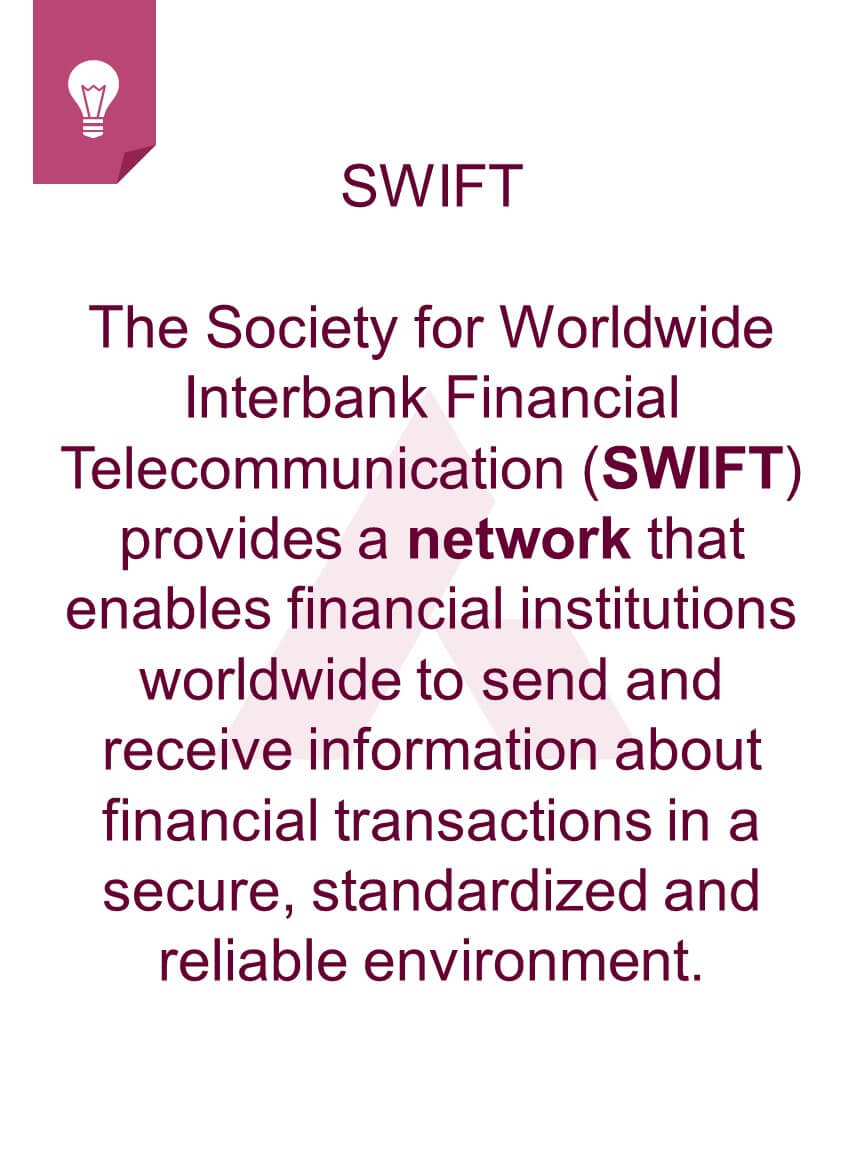 SWIFT
The Society for Worldwide
Interbank Financial
Telecommunication (SWIFT)
provides a network that
enables financial institutions
worldwide to send and
receive information about
financial transactions in a
secure, standardized and
reliable environment.